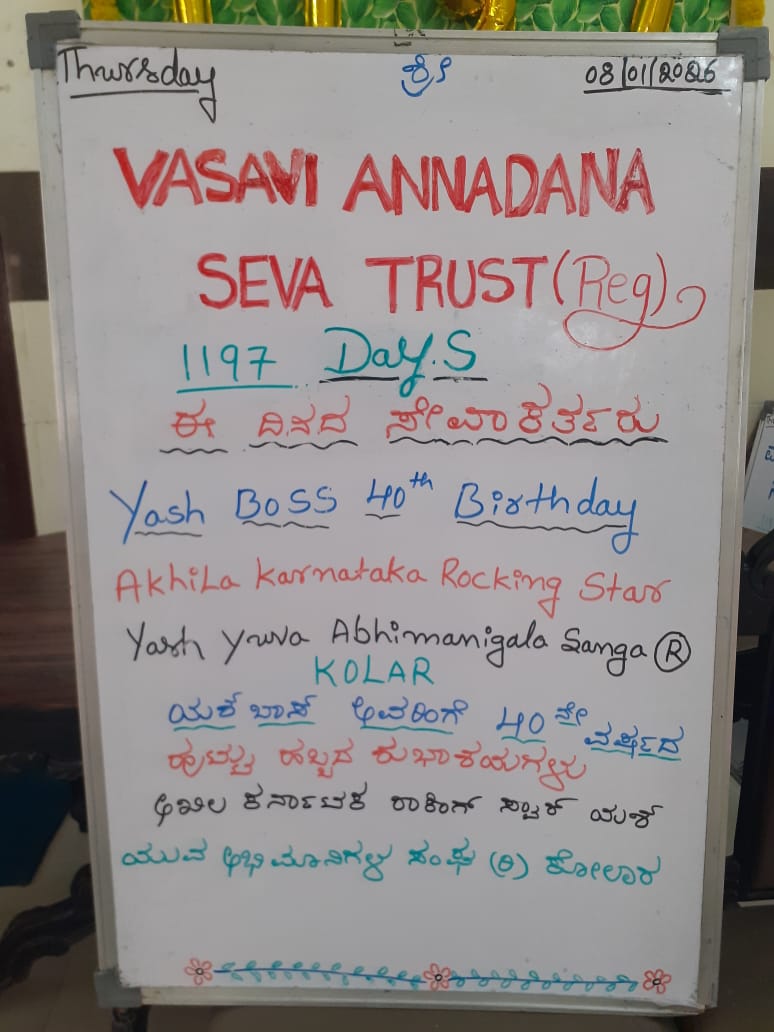 Thursday ಶ್ರೀ 08/01/2026
VASAVI ANNADANA
SEVA TRUST (Reg)
1197 Day.S
ಈ ದಿನದ ಸೇವಾಕರ್ತರು
Yash BOSS 40th Birthday
Akhila Karnataka Rocking Star
Yash Yuva Abhimanigala Sanga ®
KOLAR
ಯಶ್ ಬಾಸ್ ಅವರಿಗೆ 40 ನೇ ವರ್ಷದ
ಹುಟ್ಟು ಹಬ್ಬದ ಶುಭಾಶಯಗಳು
ಅಖಿಲ ಕರ್ನಾಟಕ ರಾಕಿಂಗ್ ಸ್ಟಾರ್ ಯಶ್
ಯುವ ಅಭಿಮಾನಿಗಳ ಸಂಘ (ರಿ) ಕೋಲಾರ